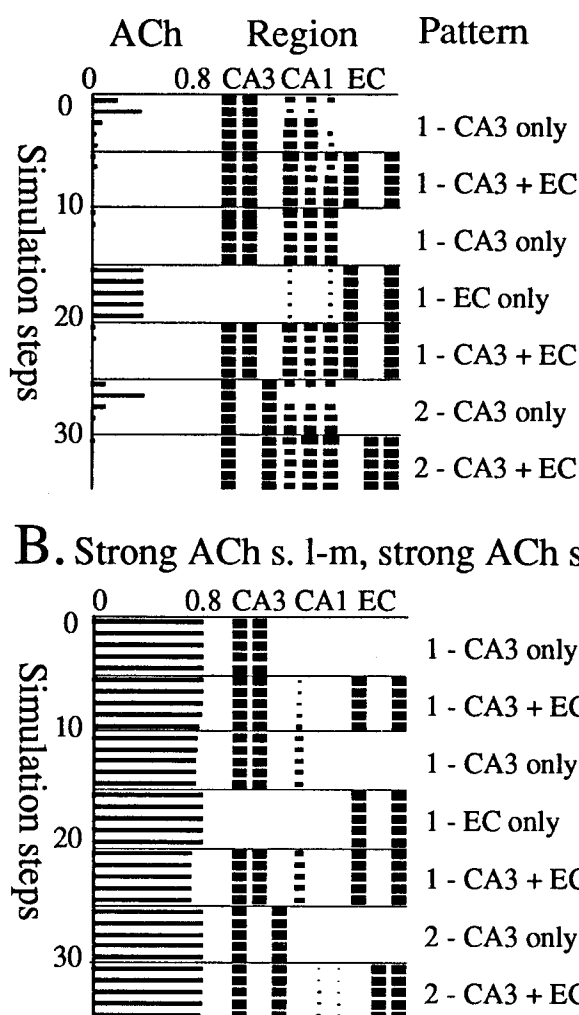 ACh Region Pattern
0 0.8 CA3 CA1 EC
0
1 - CA3 only
1 - CA3 + EC
10
1 - CA3 only
1 - EC only
20
1 - CA3 + EC
2 - CA3 only
30
2 - CA3 + EC
Simulation steps
B. Strong ACh s. l-m, strong ACh s
0 0.8 CA3 CA1 EC
0
1 - CA3 only
1 - CA3 + EC
10
1 - CA3 only
1 - EC only
20
1 - CA3 + EC
2 - CA3 only
30
2 - CA3 + EC
Simulation steps